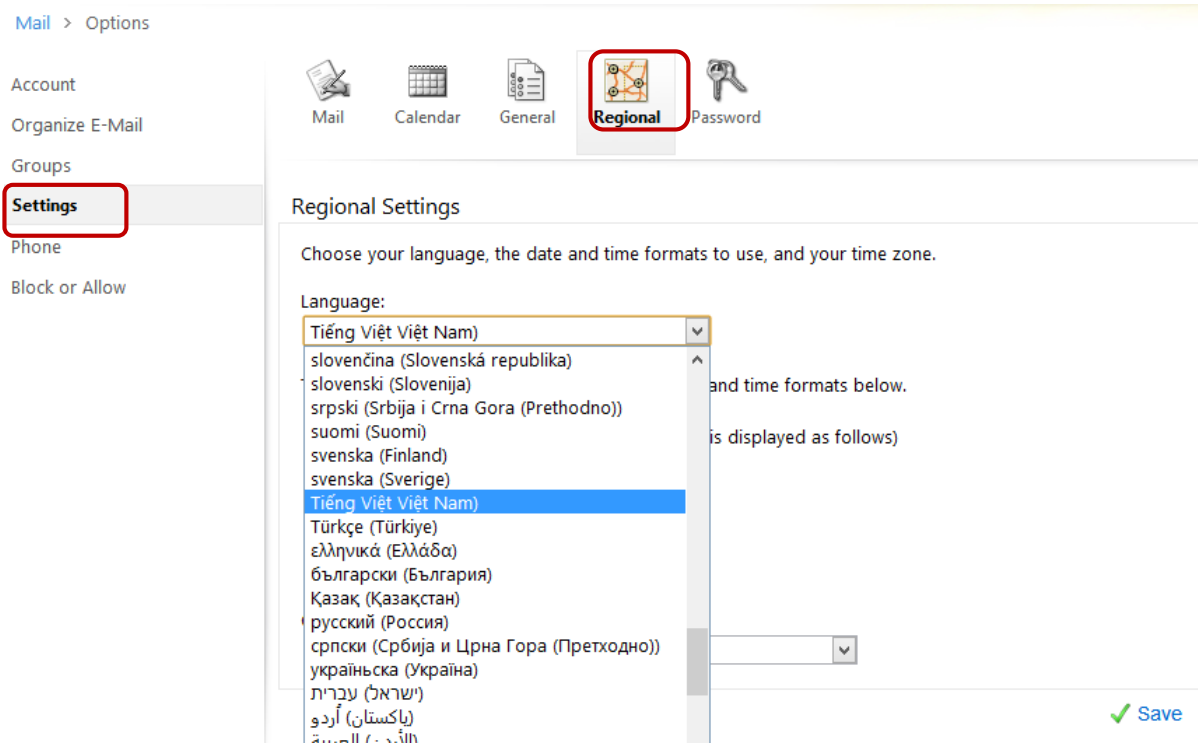 Mail > Options
Account
Organize E-Mail
Groups
Settings
Phone
Block or Allow
Mail
Calendar
General
Regional
Password
Regional Settings
Choose your language, the date and time formats to use, and your time zone.
Language:
Tiếng Việt Việt Nam)
slovenčina (Slovenská republika)
slovenski (Slovenija)
and time formats below.
srpski (Srbija i Crna Gora (Prethodno))
suomi (Suomi)
is displayed as follows)
svenska (Finland)
svenska (Sverige)
Tiếng Việt Việt Nam)
Türkçe (Türkiye)
ελληνικά (Ελλάδα)
български (България)
Қазақ (Қазақстан)
русский (Россия)
српски (Србија и Црна Гора (Претходно))
україньска (Україна)
עברית (ישראל)
اُردو (پاکستان)
العربية (الأردن)
Save